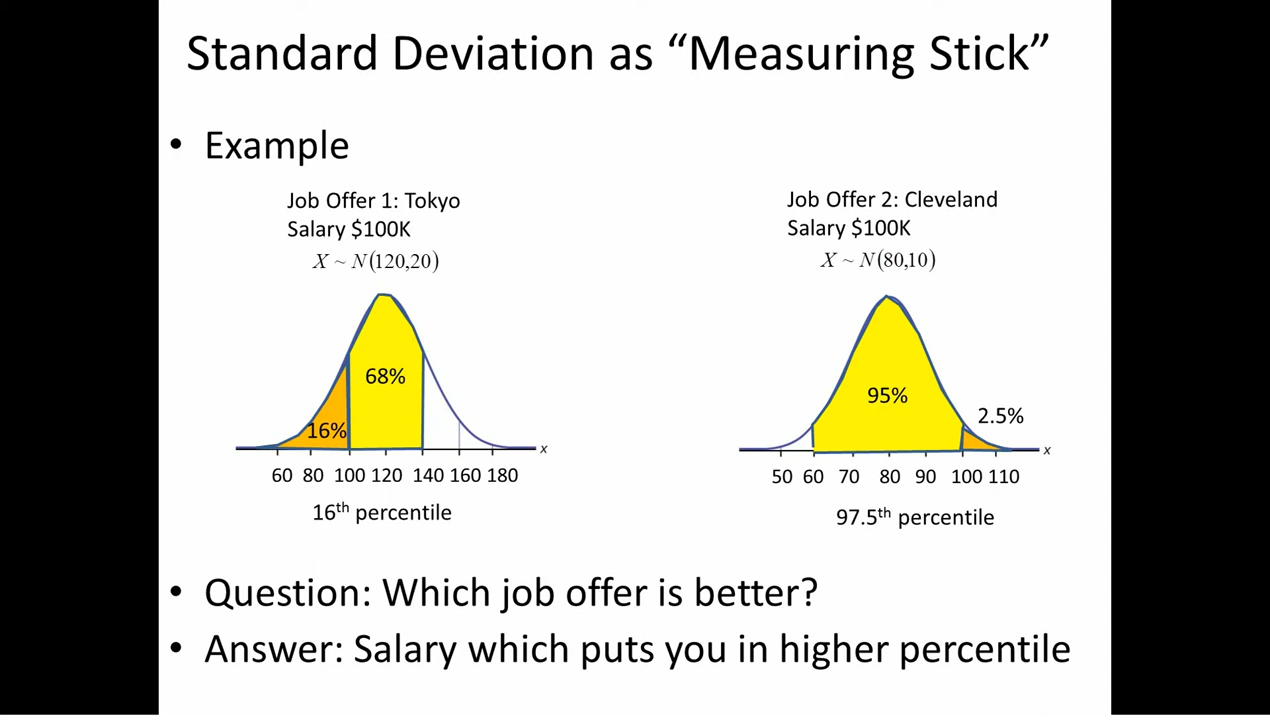 Standard Deviation as “Measuring Stick”
• Example
Job Offer 1: Tokyo
Salary $100K
X ~ N(120,20)
68%
16%
x
60 80 100 120 140 160 180
16th percentile
Job Offer 2: Cleveland
Salary $100K
X ~ N(80,10)
95%
2.5%
x
50 60 70 80 90 100 110
97.5th percentile
• Question: Which job offer is better?
• Answer: Salary which puts you in higher percentile